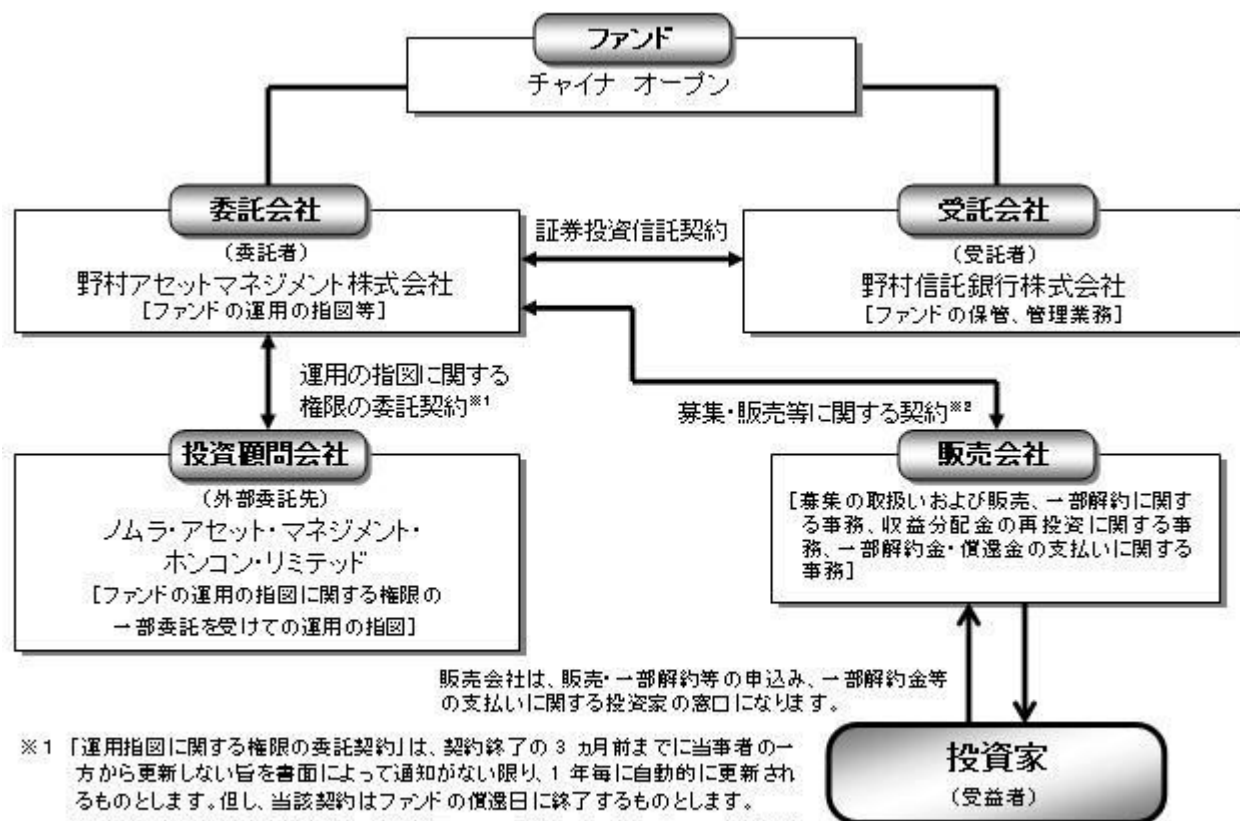 ファンド
チャイナ オープン
委託会社
(委託者)
野村アセットマネジメント株式会社
[ファンドの運用の指図等]
証券投資信託契約
受託会社
(受託者)
野村信託銀行株式会社
[ファンドの保管、管理業務]
運用の指図に関する
権限の委託契約※1
募集・販売等に関する契約※2
投資顧問会社
(外部委託先)
ノムラ・アセット・マネジメント・
ホンコン・リミテッド
[ファンドの運用の指図に関する権限の
一部委託を受けての運用の指図]
販売会社
[募集の取扱いおよび販売、一部解約に関す
る事務、収益分配金の再投資に関する事
務、一部解約金・償還金の支払いに関する
事務]
販売会社は、販売・一部解約等の申込み、一部解約金等
の支払いに関する投資家の窓口になります。
投資家
(受益者)
※1 「運用指図に関する権限の委託契約」は、契約終了の3 ヵ月前までに当事者の一
方から更新しない旨を書面によって通知がない限り、1 年毎に自動的に更新され
るものとします。但し、当該契約はファンドの償還日に終了するものとします。